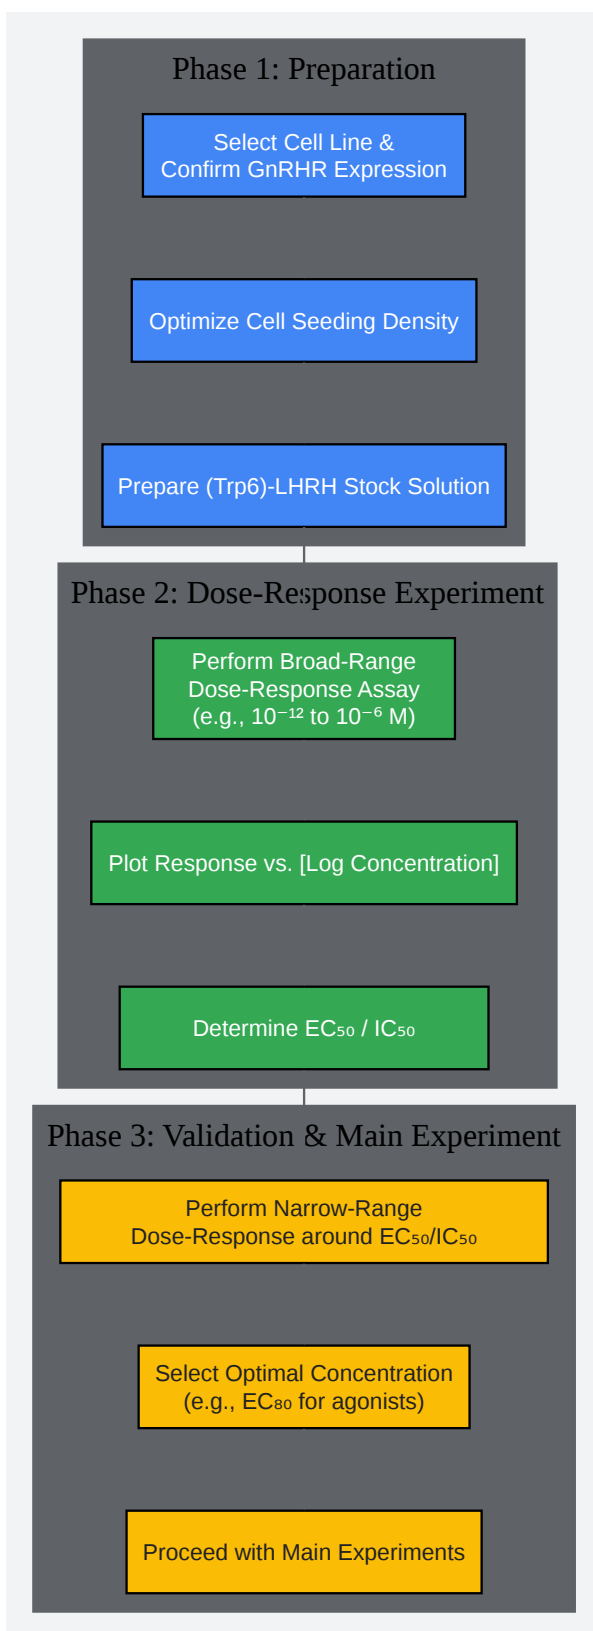 Phase 1: Preparation
Select Cell Line &
Confirm GnRHR Expression
Optimize Cell Seeding Density
Prepare (Trp6)-LHRH Stock Solution
Phase 2: Dose-Response Experiment
Perform Broad-Range
Dose-Response Assay
(e.g., 10⁻¹² to 10⁻⁶ M)
Plot Response vs. [Log Concentration]
Determine EC₅₀ / IC₅₀
Phase 3: Validation & Main Experiment
Perform Narrow-Range
Dose-Response around EC₅₀/IC₅₀
Select Optimal Concentration
(e.g., EC₈₀ for agonists)
Proceed with Main Experiments